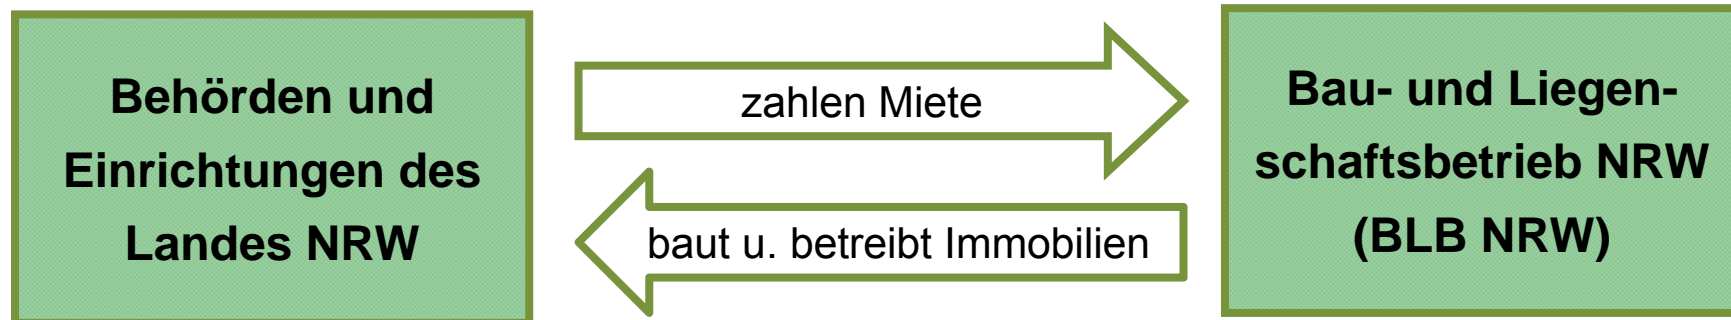 Behörden und
Einrichtungen des
Landes NRW
zahlen Miete
baut u. betreibt Immobilien
Bau- und Liegen-
schaftsbetrieb NRW
(BLB NRW)